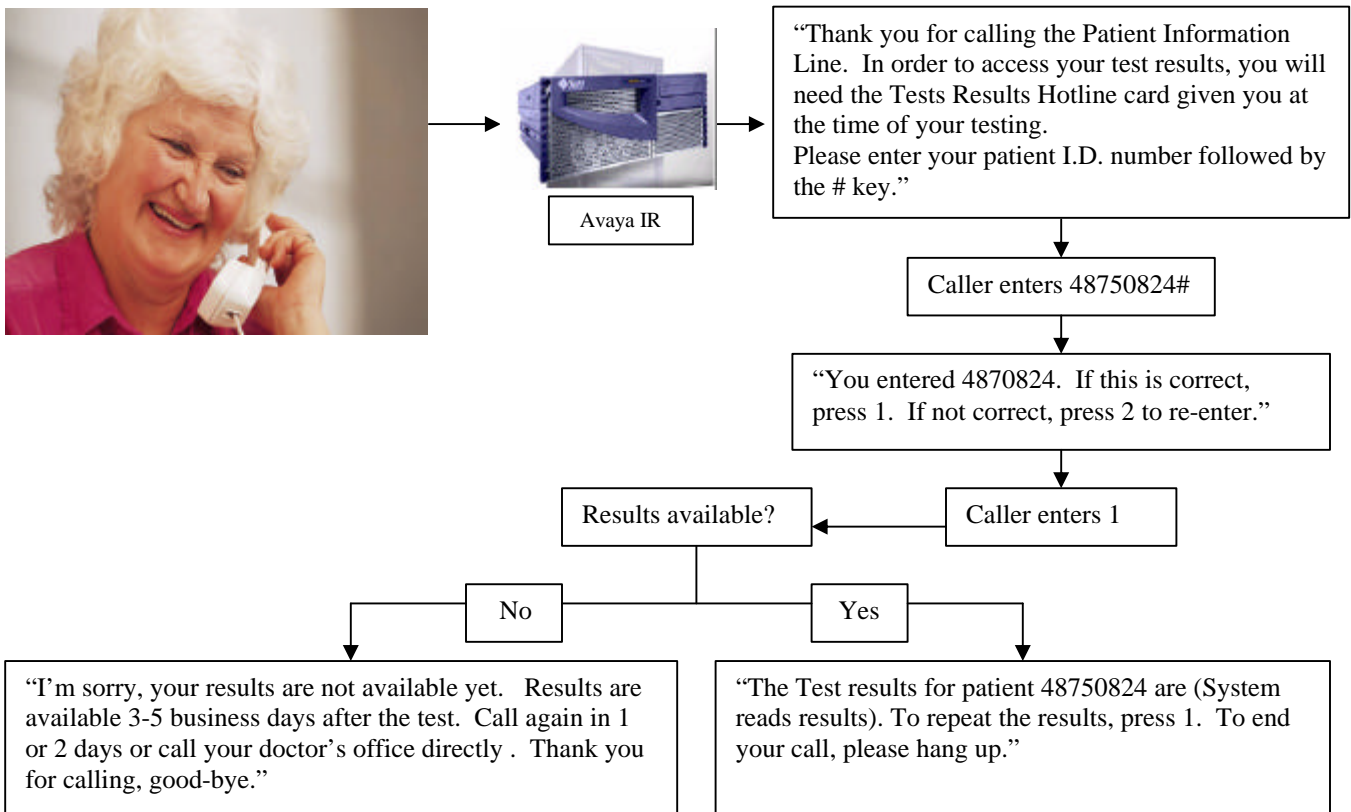 “Thank you for calling the Patient Information
Line.  In order to access your test results, you will
need the Tests Results Hotline card given you at
the time of your testing.
Please enter your patient I.D. number followed by
the # key.”
Avaya IR
Caller enters 48750824#
“You entered 4870824.  If this is correct,
press 1.  If not correct, press 2 to re-enter.”
Caller enters 1
Results available?
No
Yes
“I’m sorry, your results are not available yet.   Results are
available 3-5 business days after the test.  Call again in 1
or 2 days or call your doctor’s office directly .  Thank you
for calling, good-bye.”
“The Test results for patient 48750824 are (System
reads results). To repeat the results, press 1.  To end
your call, please hang up.”